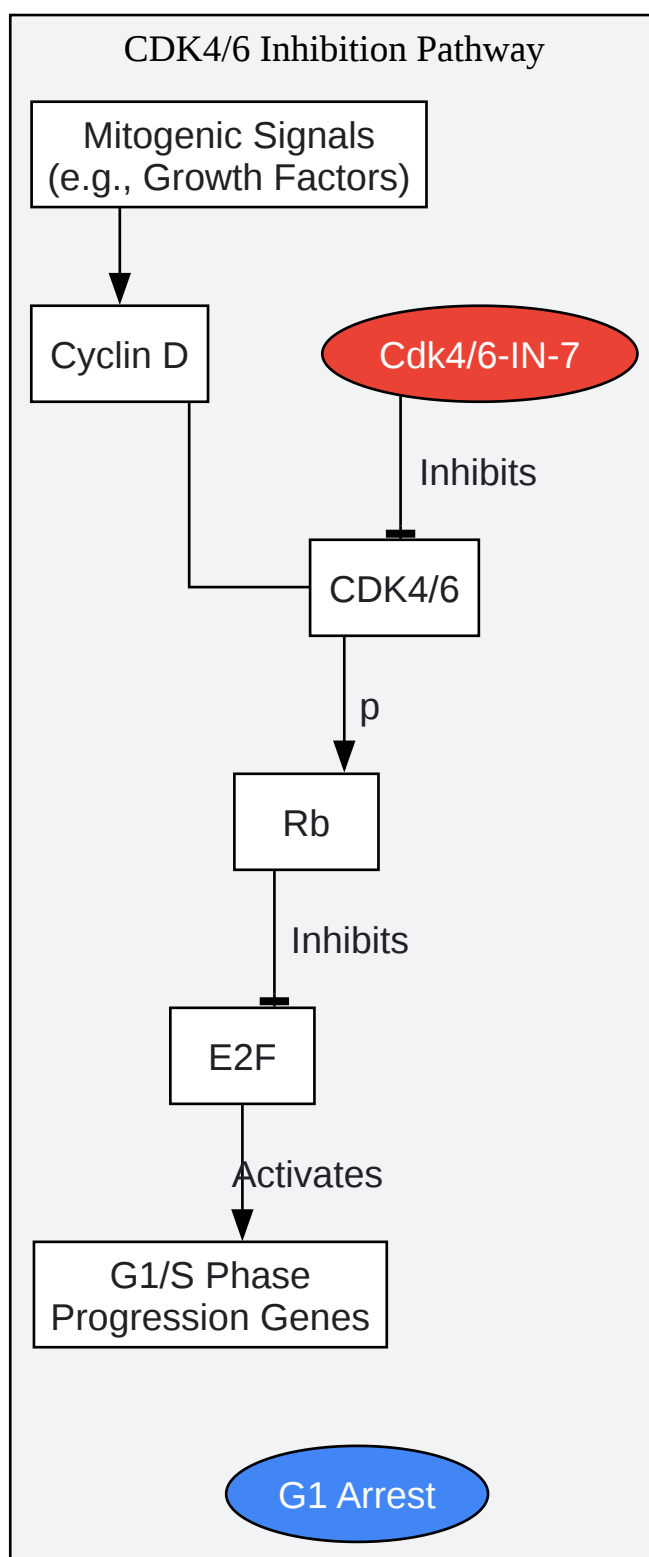 CDK4/6 Inhibition Pathway
Mitogenic Signals
(e.g., Growth Factors)
Cyclin D
Cdk4/6-IN-7
Inhibits
CDK4/6
p
Rb
Inhibits
E2F
Activates
G1/S Phase
Progression Genes
G1 Arrest